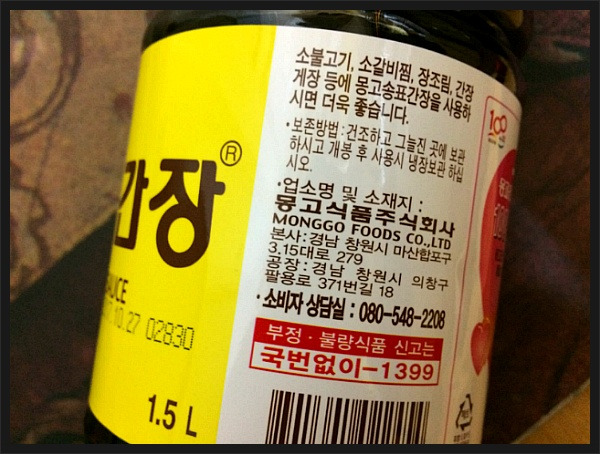 간장®
SAUCE
10.27 02830
1.5 L
소불고기, 소갈비찜, 장조림, 간장
게장 등에 몽고송표간장을 사용하
시면 더욱 좋습니다.
·보존방법:건조하고 그늘진 곳에 보관
하시고 개봉 후 사용시 냉장보관 하십
시오.
·업소명 및 소재지 :
몽고식품주식회사
MONGGO FOODS CO.,LTD
본사:경남 창원시 마산합포구
3.15대로 279
공장:경남 창원시 의창구
팔용로 371번길 18
·소비자 상담실 : 080-548-2208
부정·불량식품 신고는
국번없이-1399